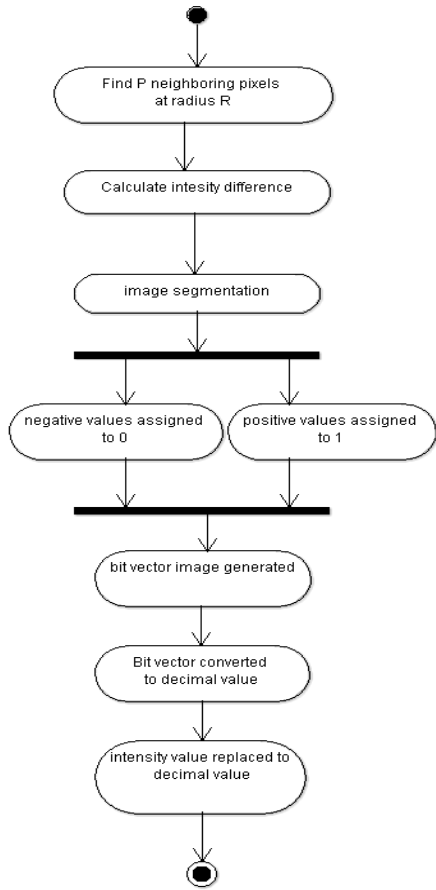 Find P neighboring pixels
at radius R
Calculate intesity difference
image segmentation
negative values assigned
to 0
positive values assigned
to 1
bit vector image generated
Bit vector converted
to decimal value
intensity value replaced to
decimal value